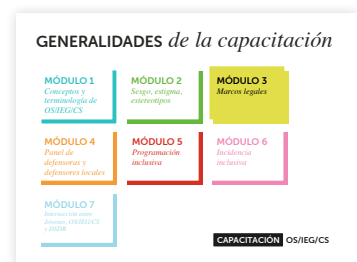 GENERALIDADES de la capacitación
MÓDULO 1
Conceptos y
terminología de
OS/IEG/CS
MÓDULO 2
Sesgo, estigma,
estereotipos
MÓDULO 3
Marcos legales
MÓDULO 4
Panel de
defensoras y
defensores locales
MÓDULO 5
Programación
inclusiva
MÓDULO 6
Incidencia
inclusiva
MÓDULO 7
Intersección entre
Jóvenes, OS/IEG/CS
y DSDR
CAPACITACIÓN OS/IEG/CS